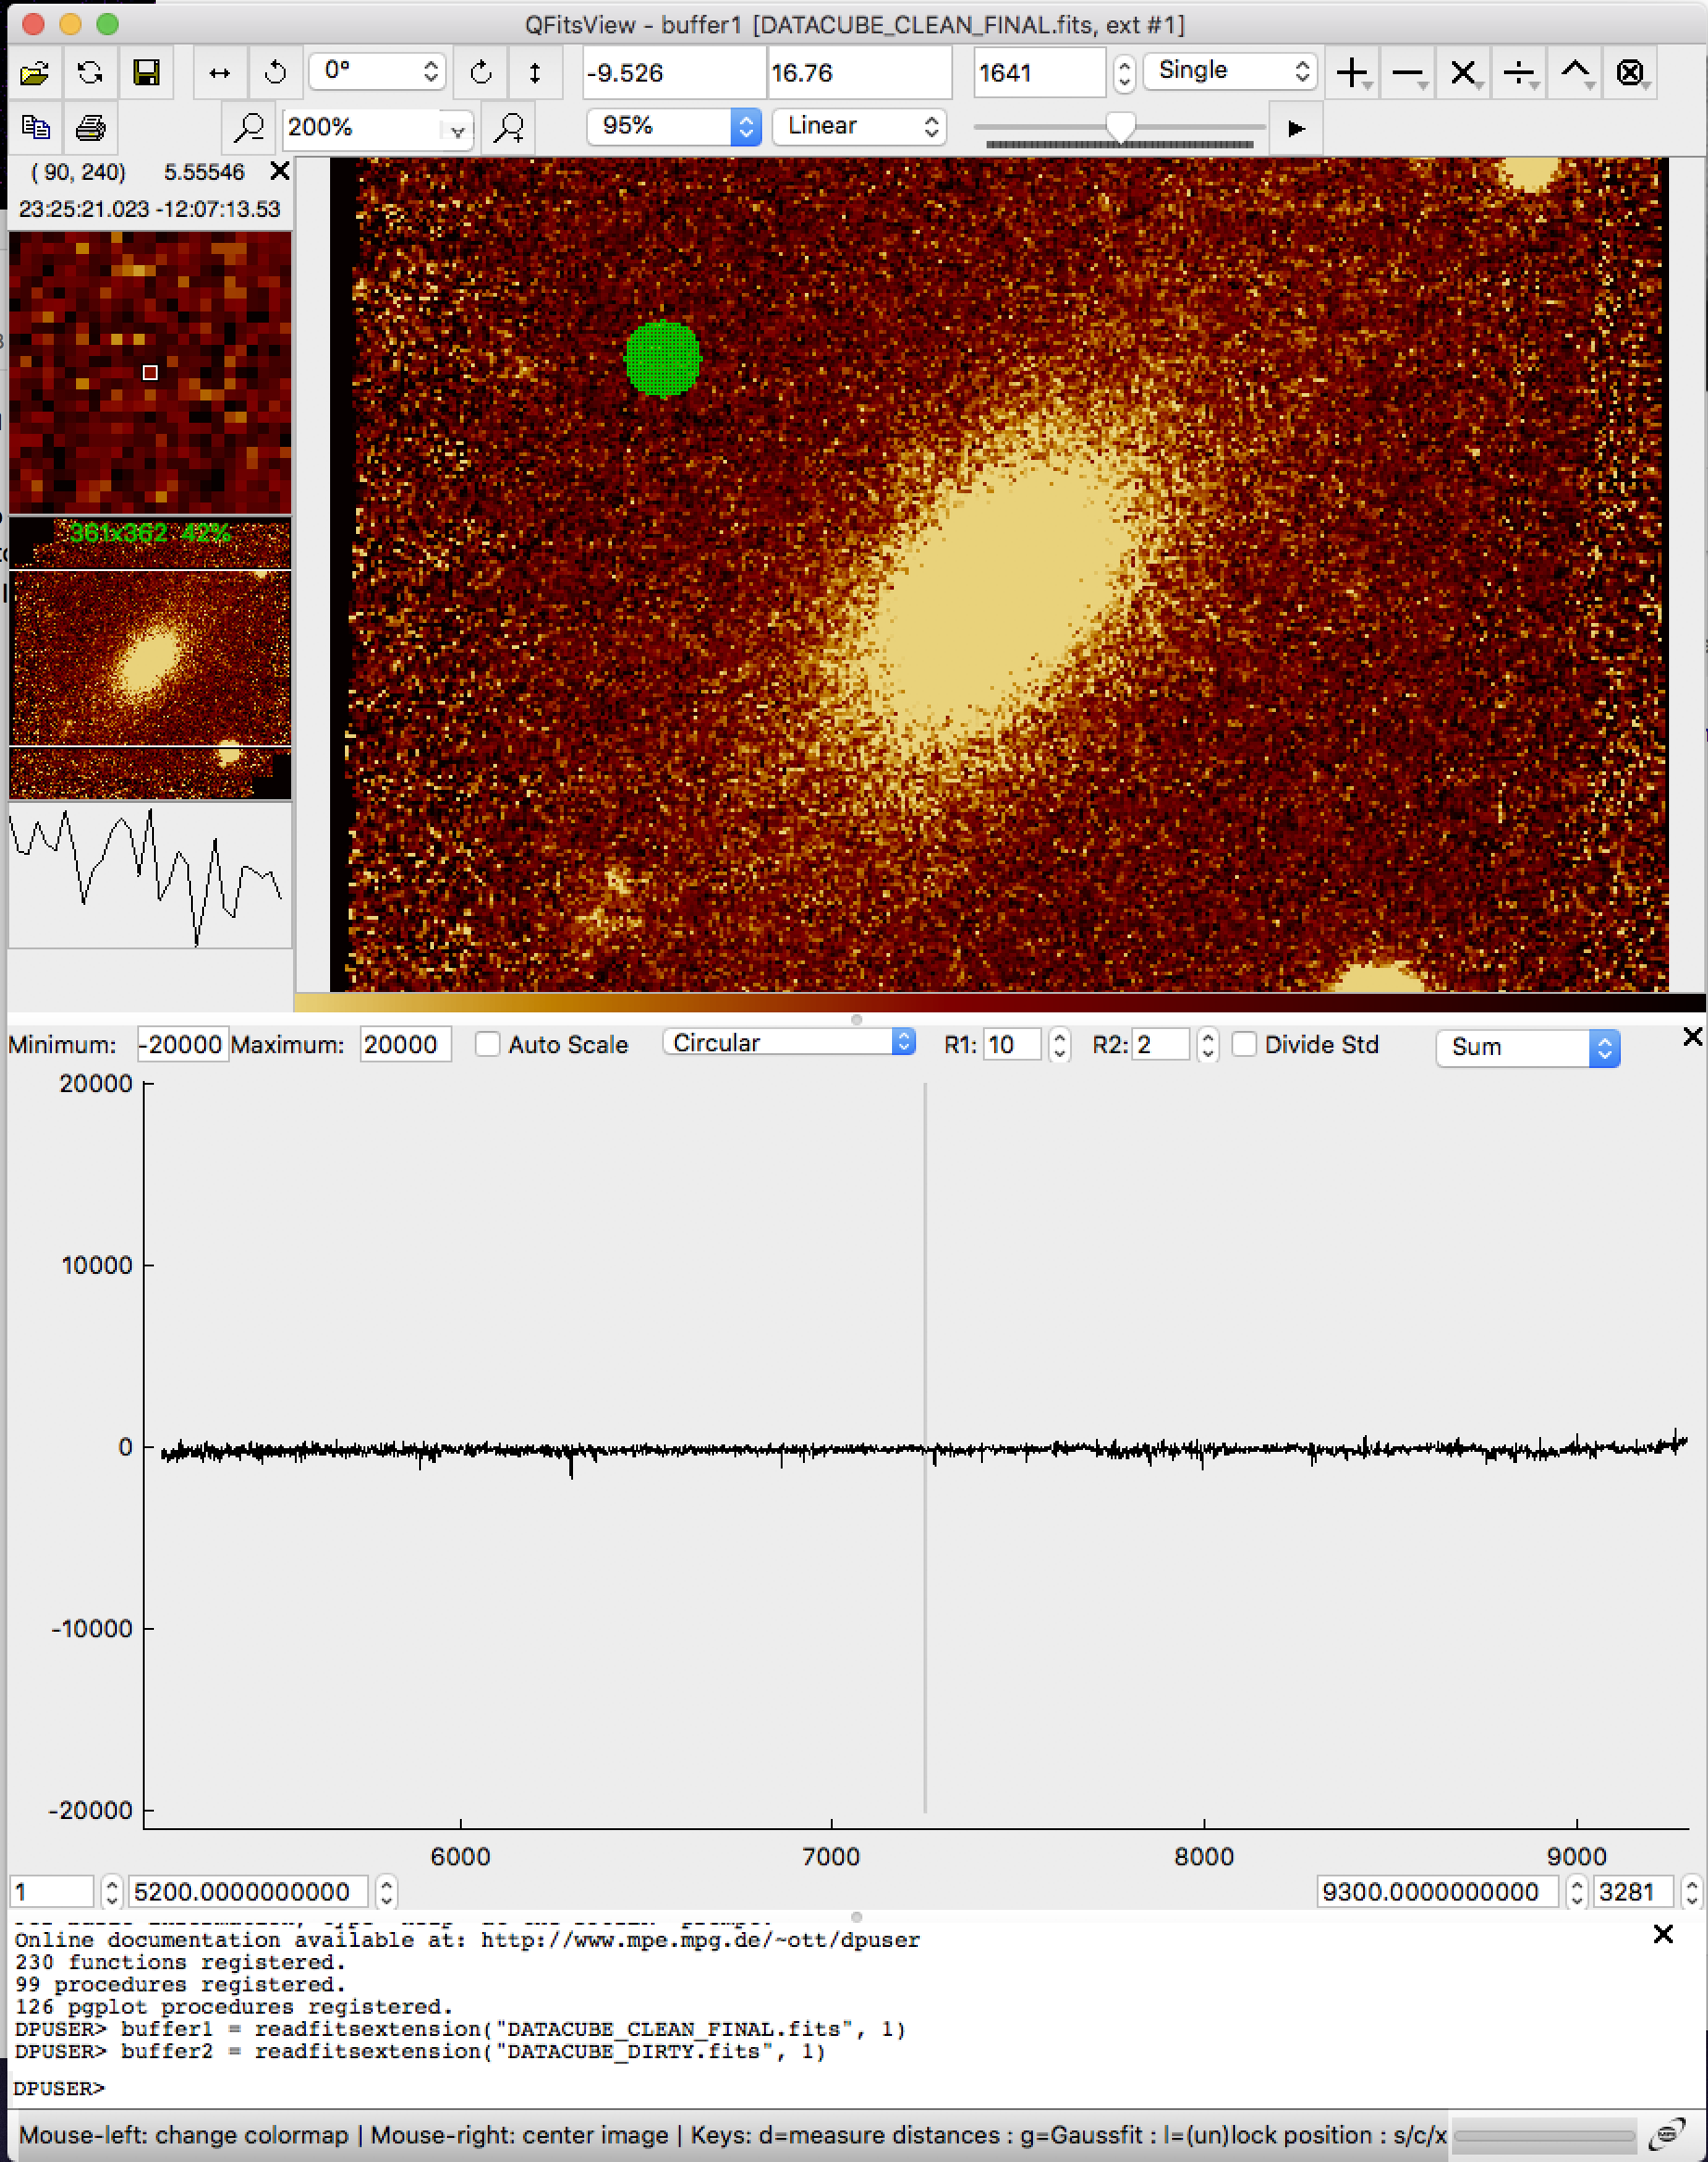 QFitsView - buffer1 [DATACUBE_CLEAN_FINAL.fits, ext #1]
0° -9.526 16.76 1641 Single
200% 95% Linear
( 90, 240) 5.55546
23:25:21.023 -12:07:13.53
361x362 42%
Minimum: -20000 Maximum: 20000 Auto Scale Circular R1: 10 R2: 2 Divide Std Sum
20000
10000
0
-10000
-20000
6000 7000 8000 9000
1 5200.0000000000 9300.0000000000 3281
Online documentation available at: http://www.mpe.mpg.de/~ott/dpuser
230 functions registered.
99 procedures registered.
126 pgplot procedures registered.
DPUSER> buffer1 = readfitsextension("DATACUBE_CLEAN_FINAL.fits", 1)
DPUSER> buffer2 = readfitsextension("DATACUBE_DIRTY.fits", 1)
DPUSER>
Mouse-left: change colormap | Mouse-right: center image | Keys: d=measure distances : g=Gaussfit : l=(un)lock position : s/c/x